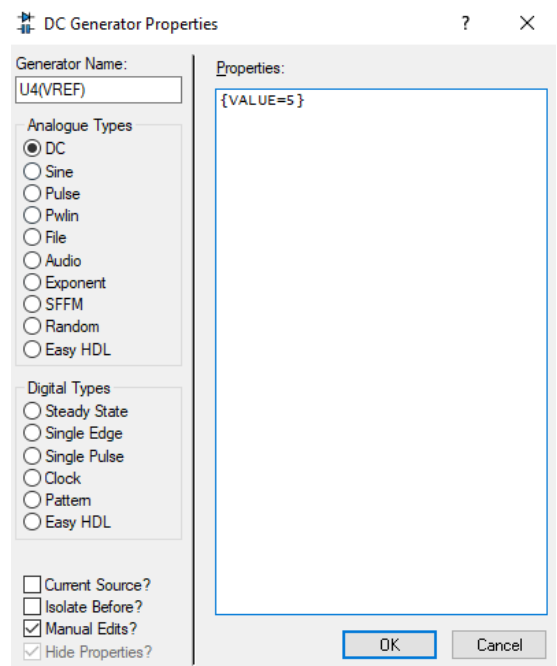 DC Generator Properties
?
Generator Name:
U4(VREF)
Analogue Types
DC
Sine
Pulse
Pwlin
File
Audio
Exponent
SFFM
Random
Easy HDL
Digital Types
Steady State
Single Edge
Single Pulse
Clock
Pattern
Easy HDL
Current Source?
Isolate Before?
Manual Edits?
Hide Properties?
Properties:
{VALUE=5}
OK
Cancel